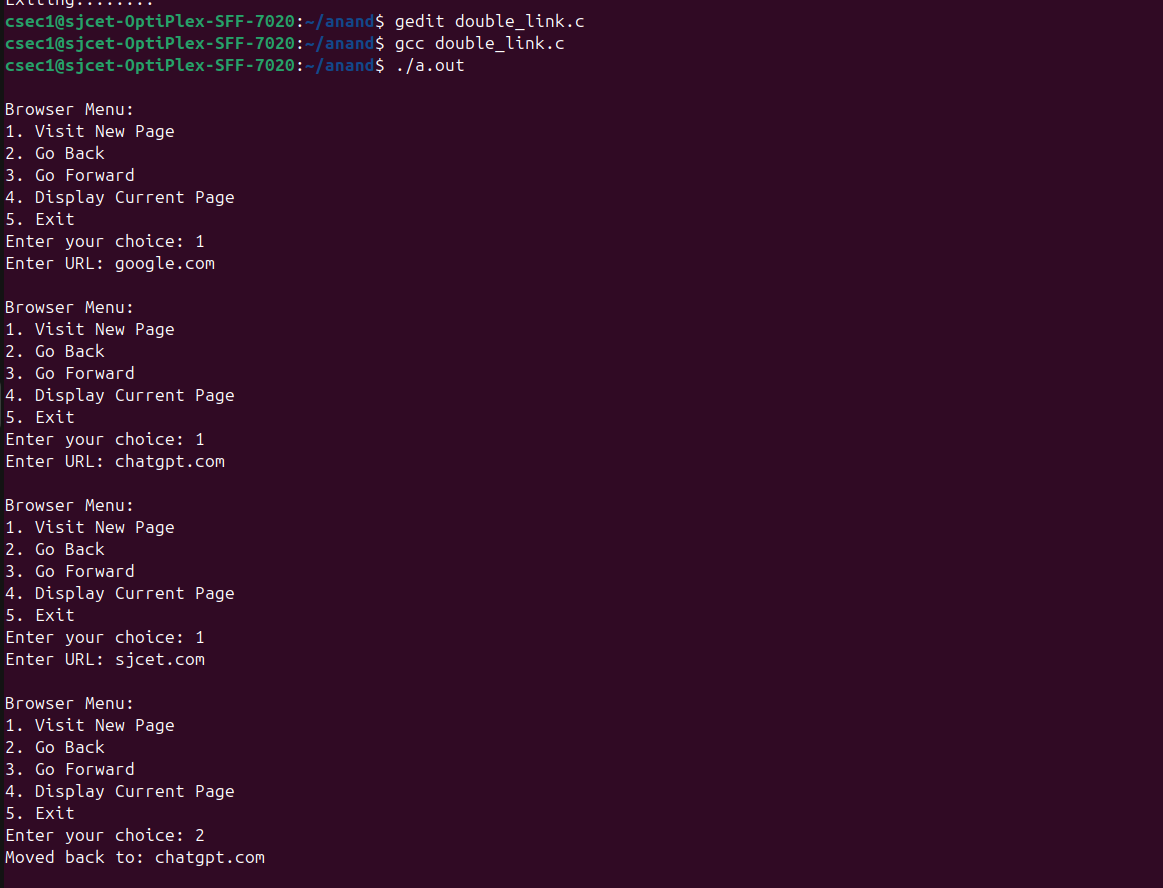 Exiting........
csec1@sjcet-OptiPlex-SFF-7020:~/anand$ gedit double_link.c
csec1@sjcet-OptiPlex-SFF-7020:~/anand$ gcc double_link.c
csec1@sjcet-OptiPlex-SFF-7020:~/anand$ ./a.out
Browser Menu:
1. Visit New Page
2. Go Back
3. Go Forward
4. Display Current Page
5. Exit
Enter your choice: 1
Enter URL: google.com
Browser Menu:
1. Visit New Page
2. Go Back
3. Go Forward
4. Display Current Page
5. Exit
Enter your choice: 1
Enter URL: chatgpt.com
Browser Menu:
1. Visit New Page
2. Go Back
3. Go Forward
4. Display Current Page
5. Exit
Enter your choice: 1
Enter URL: sjcet.com
Browser Menu:
1. Visit New Page
2. Go Back
3. Go Forward
4. Display Current Page
5. Exit
Enter your choice: 2
Moved back to: chatgpt.com